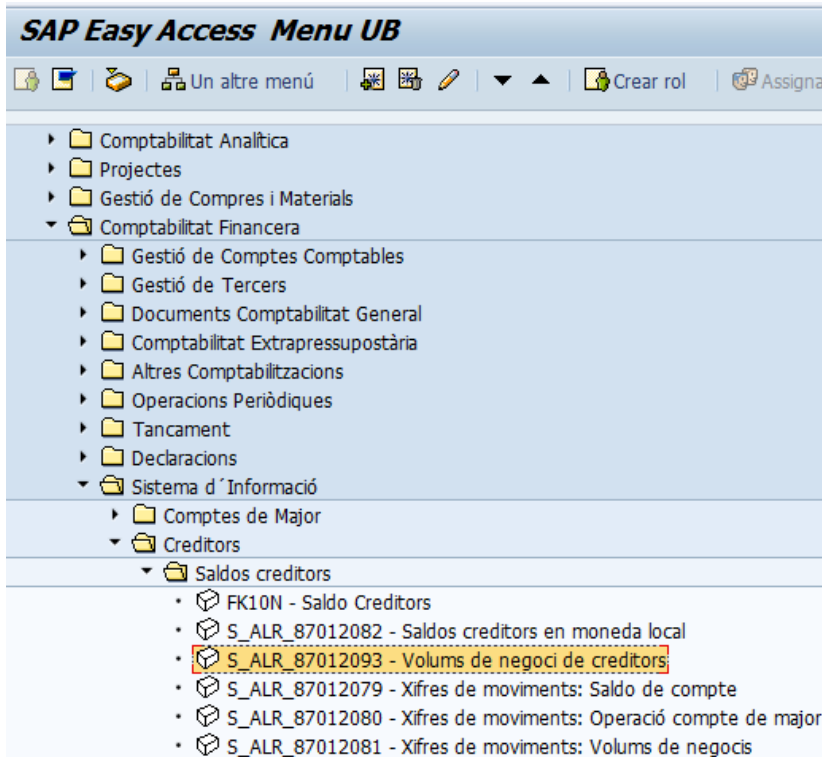 SAP Easy Access Menu UB
Un altre menú Crear rol Assigna
Comptabilitat Analítica
Projectes
Gestió de Compres i Materials
Comptabilitat Financera
Gestió de Comptes Comptables
Gestió de Tercers
Documents Comptabilitat General
Comptabilitat Extrapressupostària
Altres Comptabilitzacions
Operacions Periòdiques
Tancament
Declaracions
Sistema d´Informació
Comptes de Major
Creditors
Saldos creditors
FK10N - Saldo Creditors
S_ALR_87012082 - Saldos creditors en moneda local
S_ALR_87012093 - Volums de negoci de creditors
S_ALR_87012079 - Xifres de moviments: Saldo de compte
S_ALR_87012080 - Xifres de moviments: Operació compte de major
S_ALR_87012081 - Xifres de moviments: Volums de negocis